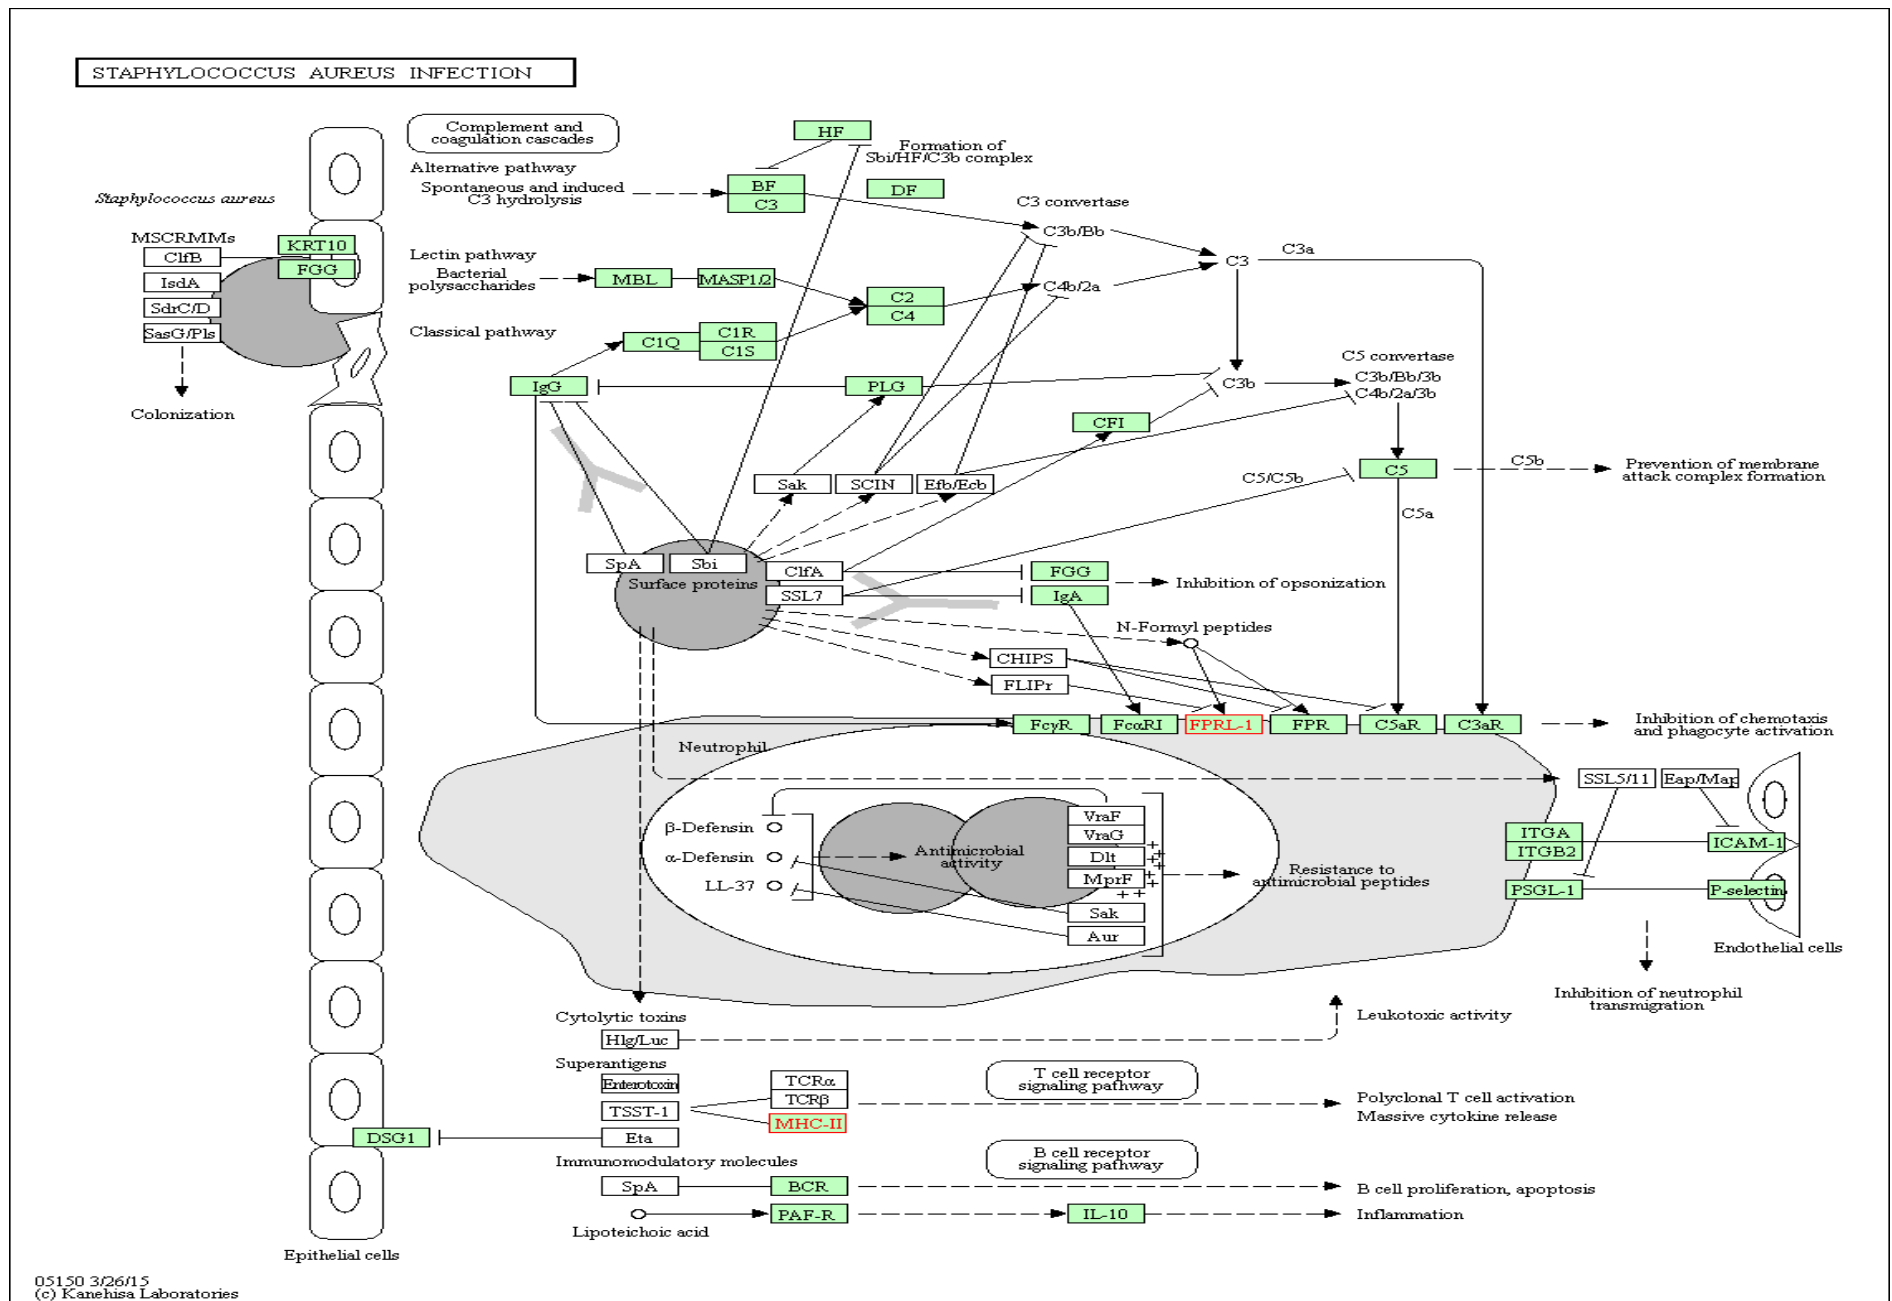 STAPHYLOCOCCUS AUREUS INFECTION
Complement and
coagulation cascades
HF
Formation of
Sbi/HF/C3b complex
Alternative pathway
Spontaneous and induced
C3 hydrolysis
BF
C3
DF
Staphylococcus aureus
C3 convertase
C3b/Bb
MSCRMMs
ClfB
IsdA
SdrC/D
SasG/Pls
KRT10
FGG
Colonization
Lectin pathway
Bacterial
polysaccharides
MBL
MASP1/2
C2
C4
C4b/2a
C3
C3a
Classical pathway
C1Q
C1R
C1S
IgG
PLG
C3b
C5 convertase
C3b/Bb/3b
C4b/2a/3b
CFI
Sak
SCIN
Efb/Ecb
C5/C5b
C5
C5b
Prevention of membrane
attack complex formation
C5a
SpA
Sbi
Surface proteins
ClfA
SSL7
FGG
IgA
Inhibition of opsonization
N-Formyl peptides
CHIPS
FLIPr
FcγR
FcαRI
FPRL-1
FPR
C5aR
C3aR
Inhibition of chemotaxis
and phagocyte activation
Neutrophil
SSL5/11
Eap/Map
β-Defensin
α-Defensin
LL-37
Antimicrobial
activity
VraF
VraG
Dlt
MprF
Sak
Aur
+
+
+
+
+
+ +
Resistance to
antimicrobial peptides
ITGA
ITGB2
ICAM-1
PSGL-1
P-selectin
Endothelial cells
Inhibition of neutrophil
transmigration
Cytolytic toxins
Hlg/Luc
Leukotoxic activity
Superantigens
Enterotoxin
TSST-1
Eta
TCRα
TCRβ
MHC-II
T cell receptor
signaling pathway
Polyclonal T cell activation
Massive cytokine release
DSG1
Immunomodulatory molecules
B cell receptor
signaling pathway
SpA
BCR
B cell proliferation, apoptosis
Lipoteichoic acid
PAF-R
IL-10
Inflammation
Epithelial cells
05150 3/26/15
(c) Kanehisa Laboratories